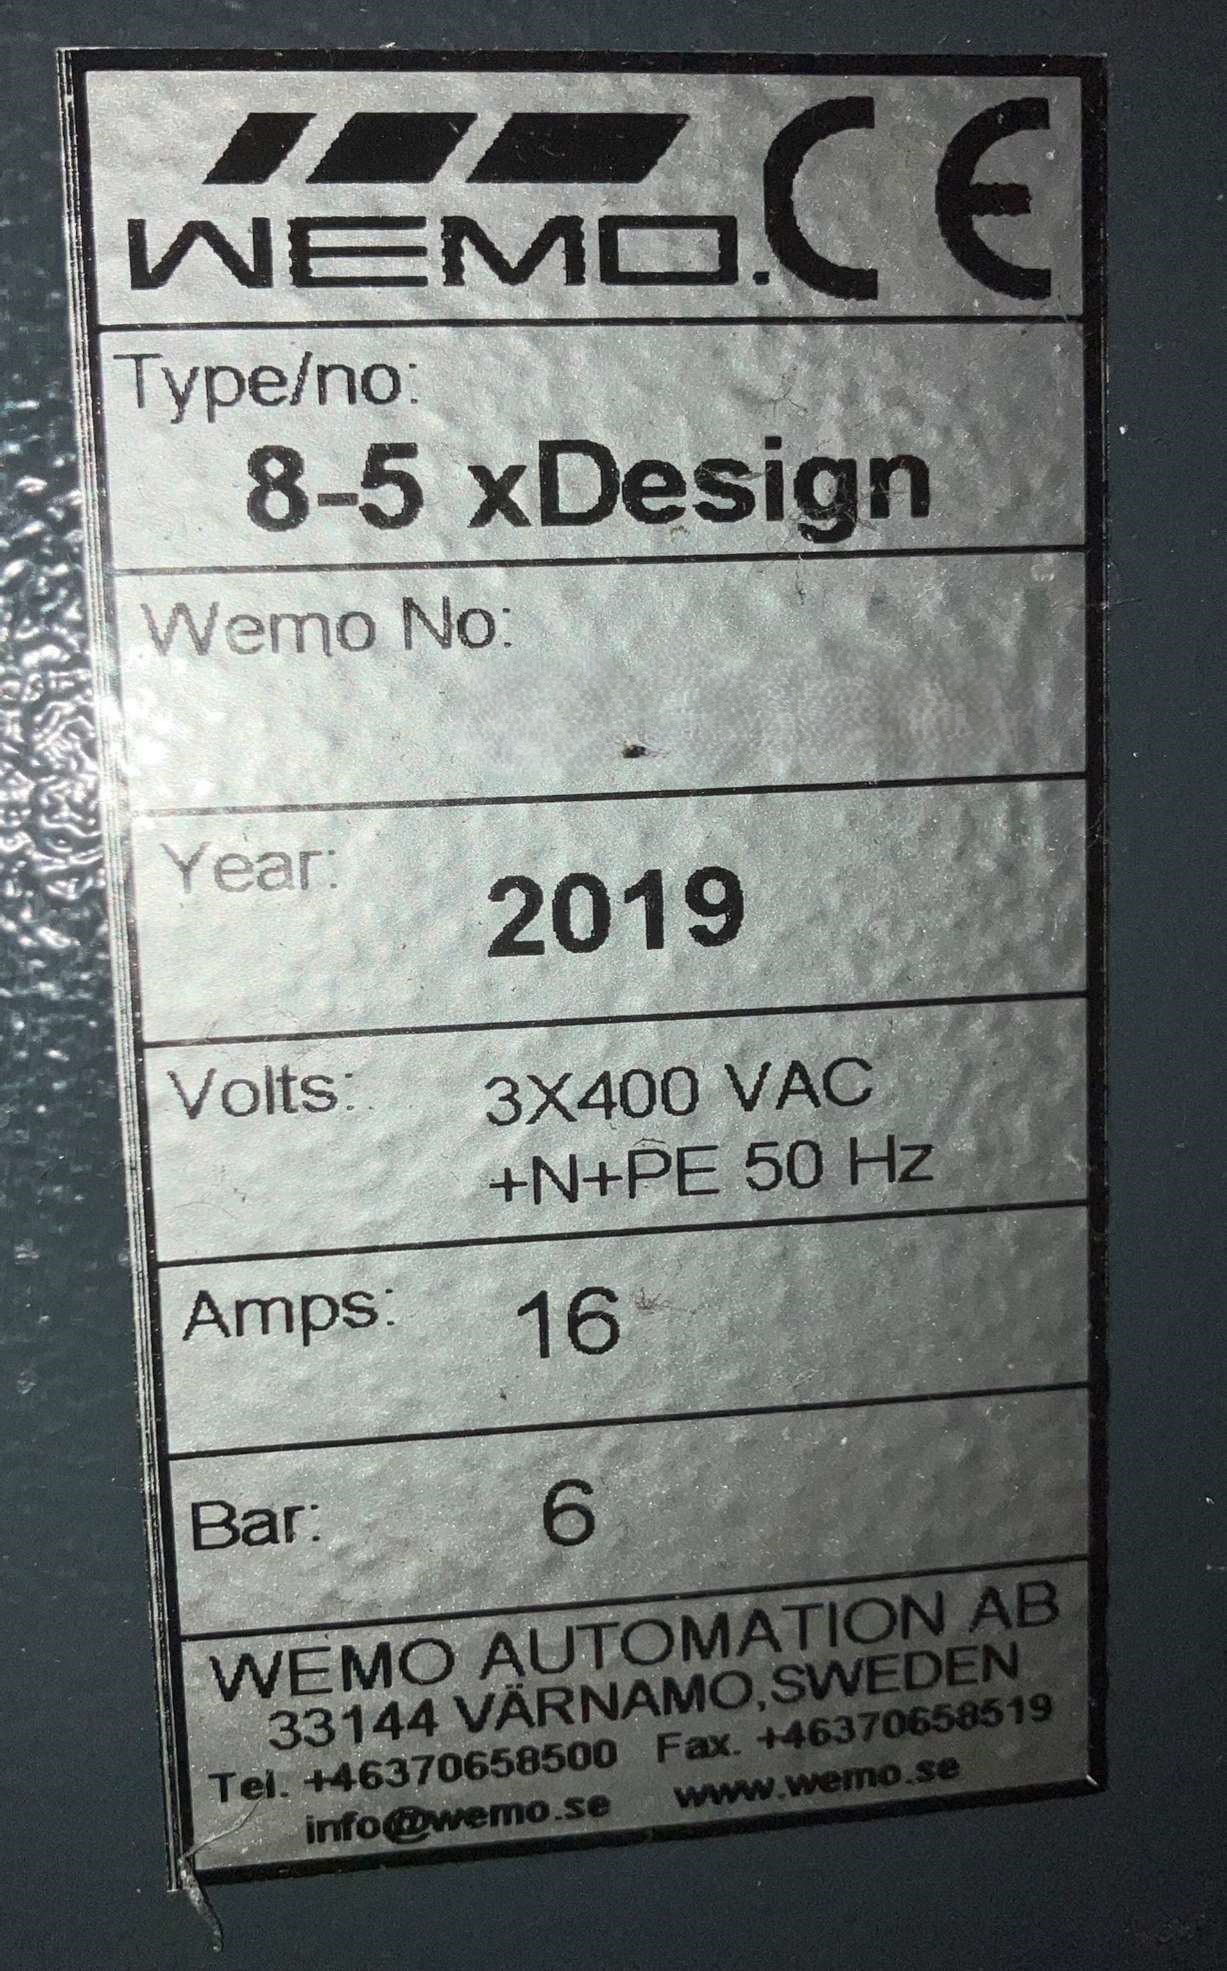 WEMO. CE
Type/no:
8-5 xDesign
Wemo No:
Year: 2019
Volts: 3X400 VAC
+N+PE 50 Hz
Amps: 16
Bar: 6
WEMO AUTOMATION AB
33144 VÄRNAMO,SWEDEN
Tel. +46370658500 Fax. +46370658519
info@wemo.se www.wemo.se